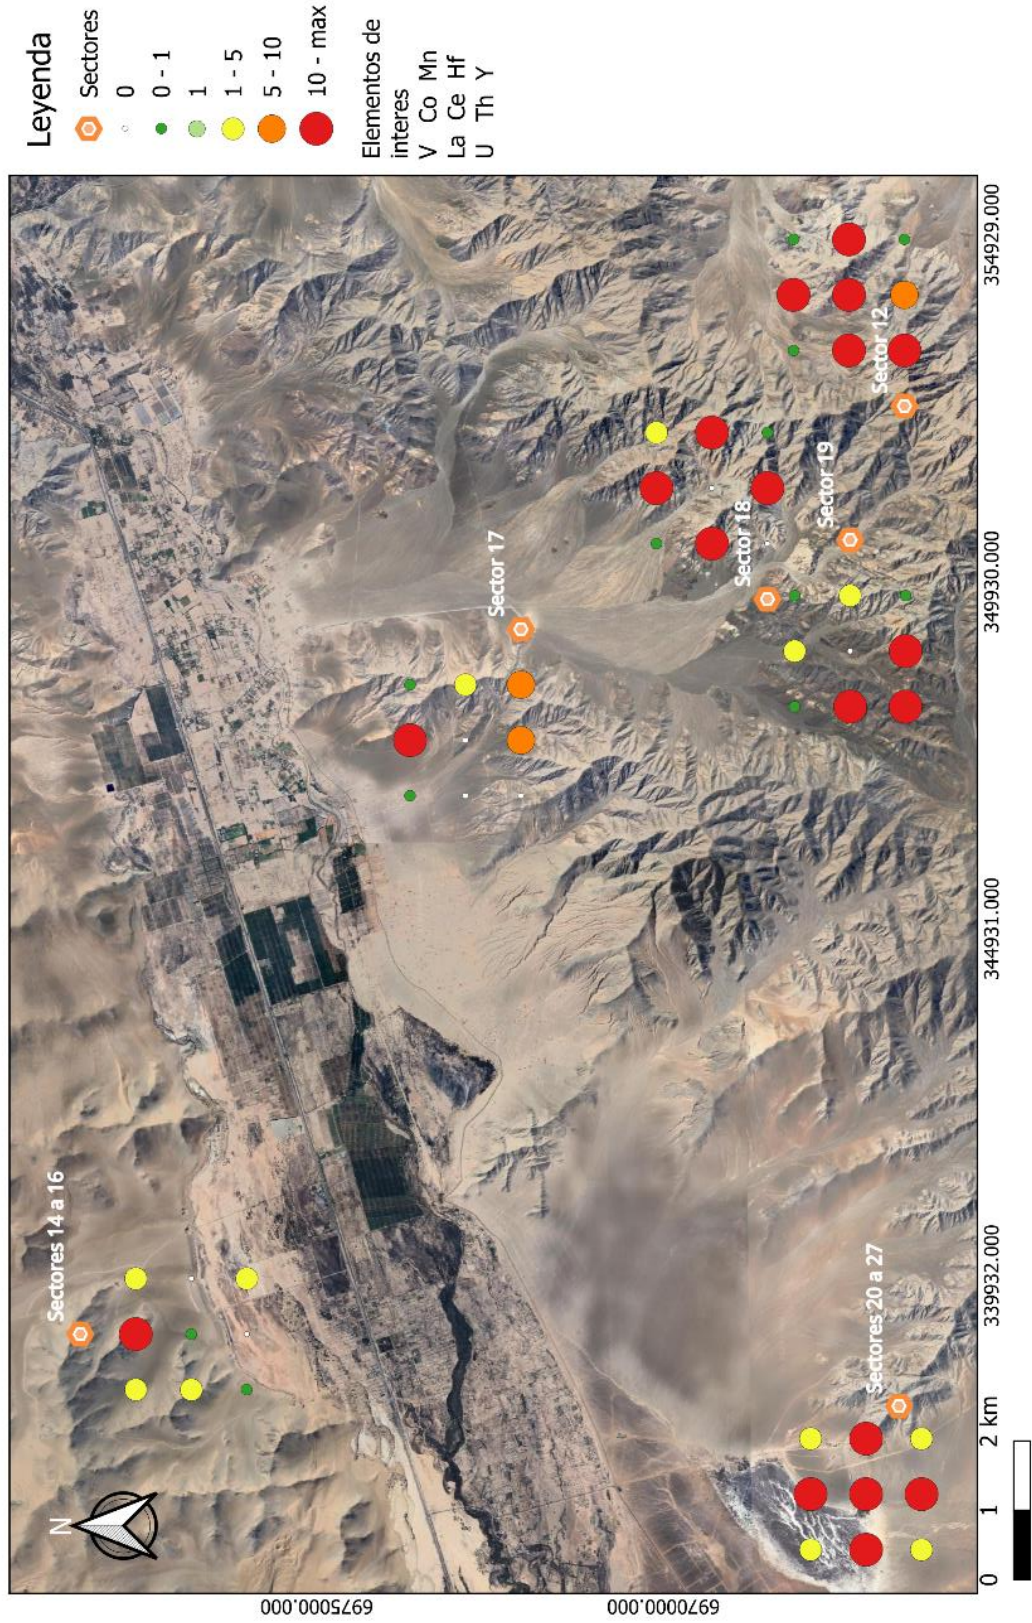 Leyenda
Sectores
0
0 - 1
1
1 - 5
5 - 10
10 - max
Elementos de
interes
V Co Mn
La Ce Hf
U Th Y
N
Sectores 14 a 16
Sector 17
Sector 18
Sector 19
Sector 12
Sectores 20 a 27
6975000.000
6970000.000
339932.000
344931.000
349930.000
354929.000
0 1 2 km